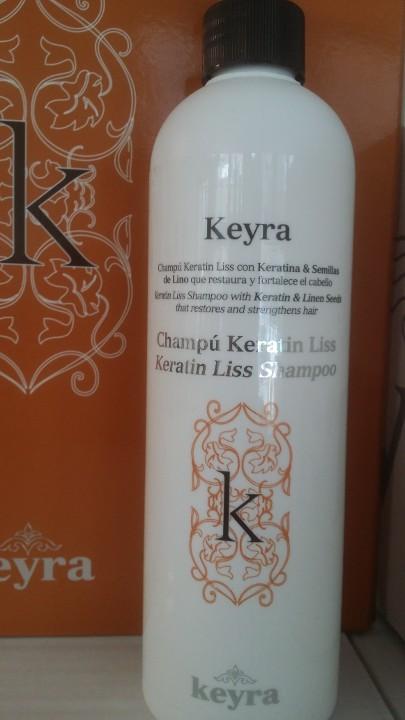 Keyra
Champú Keratin Liss con Keratina & Semillas
de Lino que restaura y fortalece el cabello
Keratin Liss Shampoo with Keratin & Linen Seeds
that restores and strengthens hair
Champú Keratin Liss
Keratin Liss Shampoo
k
keyra
k
eyra